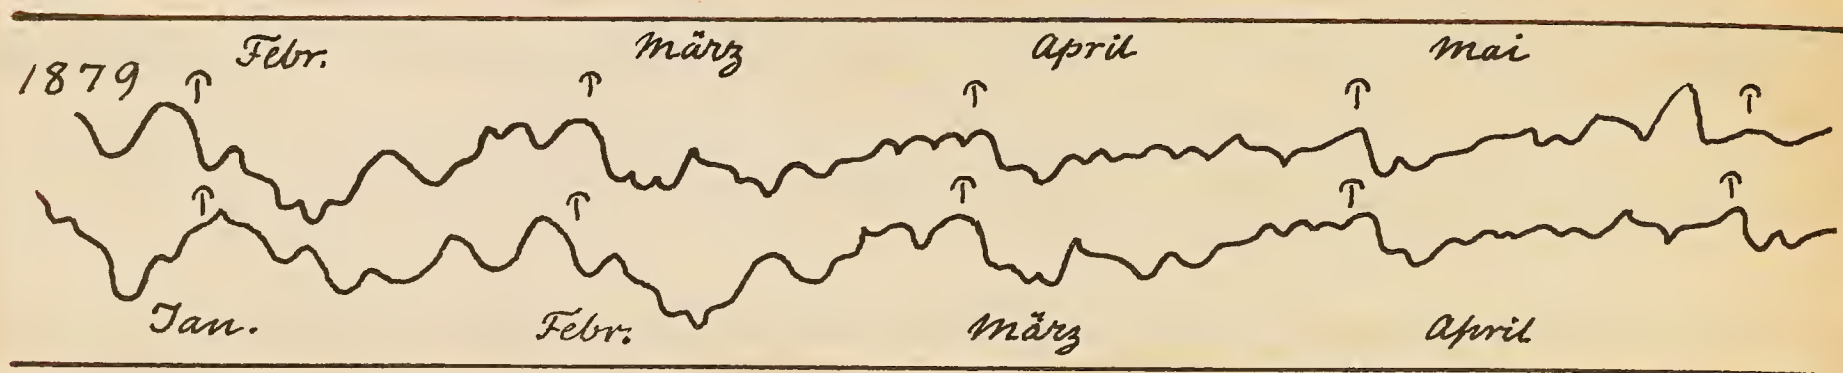 1879 Febr. März April Mai
Jan. Febr. März April